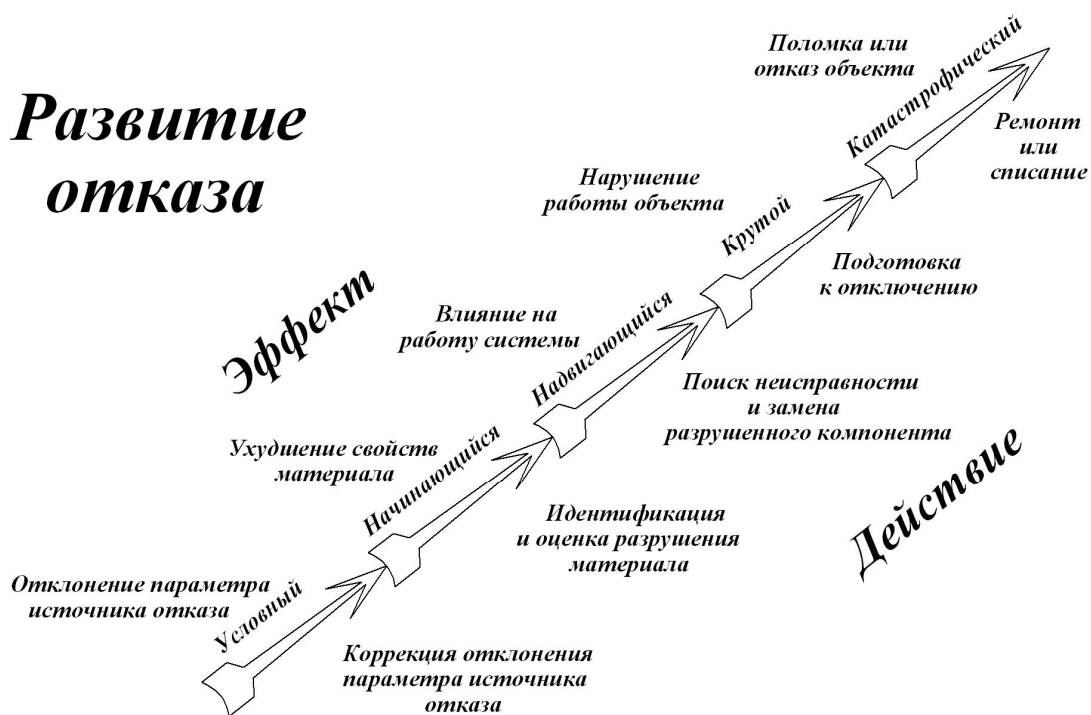 Развитие
отказа
Поломка или
отказ объекта
Катастрофический
Ремонт
или
списание
Нарушение
работы объекта
Крутой
Подготовка
к отключению
Эффект
Влияние на
работу системы
Надвигающийся
Поиск неисправности
и замена
разрушенного компонента
Действие
Ухудшение свойств
материала
Начинающийся
Идентификация
и оценка разрушения
материала
Отклонение параметра
источника отказа
Условный
Коррекция отклонения
параметра источника
отказа